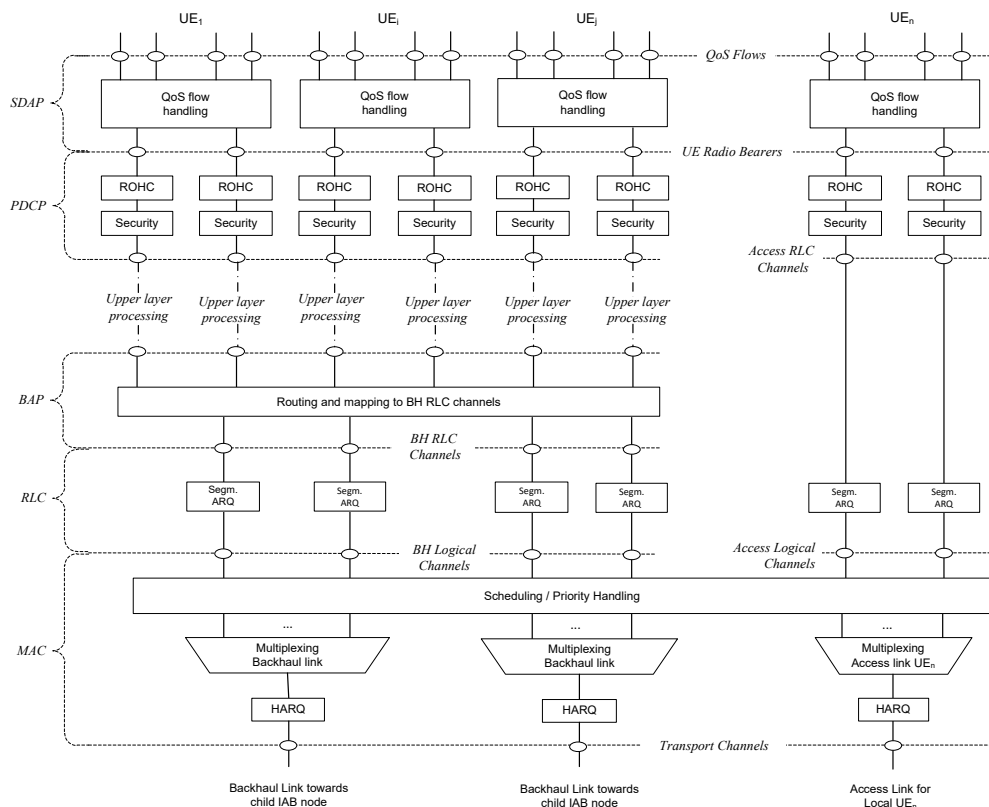 UE1
UEi
UEj
UEn
QoS Flows
SDAP
QoS flow
handling
QoS flow
handling
QoS flow
handling
QoS flow
handling
UE Radio Bearers
PDCP
ROHC
ROHC
ROHC
ROHC
ROHC
ROHC
ROHC
ROHC
Security
Security
Security
Security
Security
Security
Security
Security
Access RLC
Channels
Upper layer
processing
Upper layer
processing
Upper layer
processing
Upper layer
processing
Upper layer
processing
Upper layer
processing
BAP
Routing and mapping to BH RLC channels
BH RLC
Channels
RLC
Segm.
ARQ
Segm.
ARQ
Segm.
ARQ
Segm.
ARQ
Segm.
ARQ
Segm.
ARQ
BH Logical
Channels
Access Logical
Channels
Scheduling / Priority Handling
...
...
...
MAC
Multiplexing
Backhaul link
Multiplexing
Backhaul link
Multiplexing
Access link UEn
HARQ
HARQ
HARQ
Transport Channels
Backhaul Link towards
child IAB node
Backhaul Link towards
child IAB node
Access Link for
Local UEn